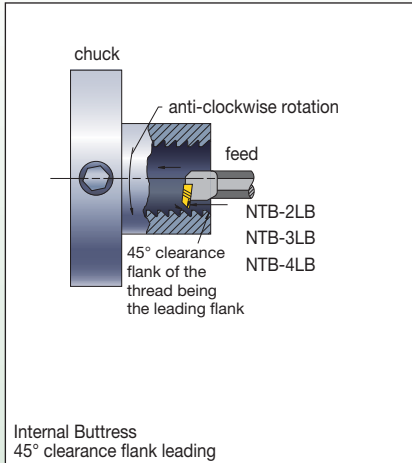 chuck
anti-clockwise rotation
feed
NTB-2LB
NTB-3LB
NTB-4LB
45° clearance
flank of the
thread being
the leading flank
Internal Buttress
45° clearance flank leading